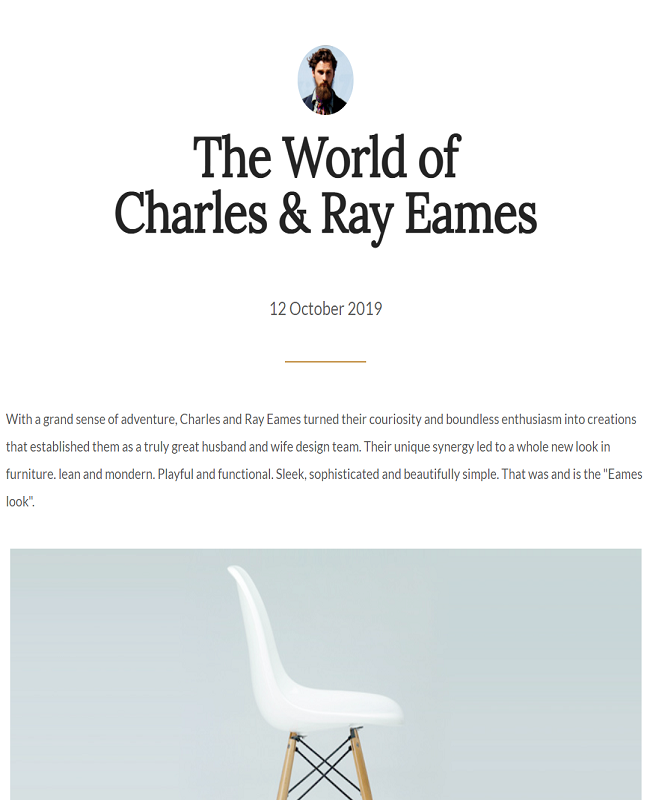 The World of
Charles & Ray Eames
12 October 2019
With a grand sense of adventure, Charles and Ray Eames turned their couriosity and boundless enthusiasm into creations
that established them as a truly great husband and wife design team. Their unique synergy led to a whole new look in
furniture. lean and mondern. Playful and functional. Sleek, sophisticated and beautifully simple. That was and is the "Eames
look".